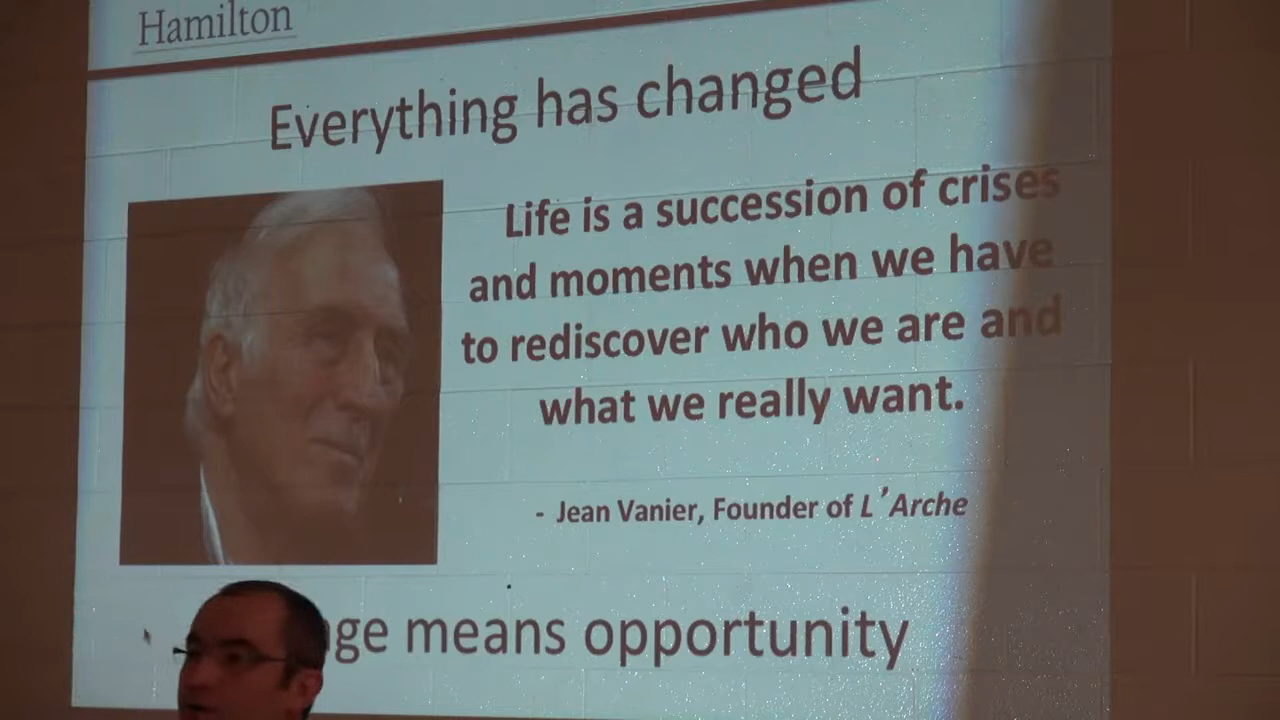 Hamilton
Everything has changed
Life is a succession of crises
and moments when we have
to rediscover who we are and
what we really want.
- Jean Vanier, Founder of L'Arche
means opportunity